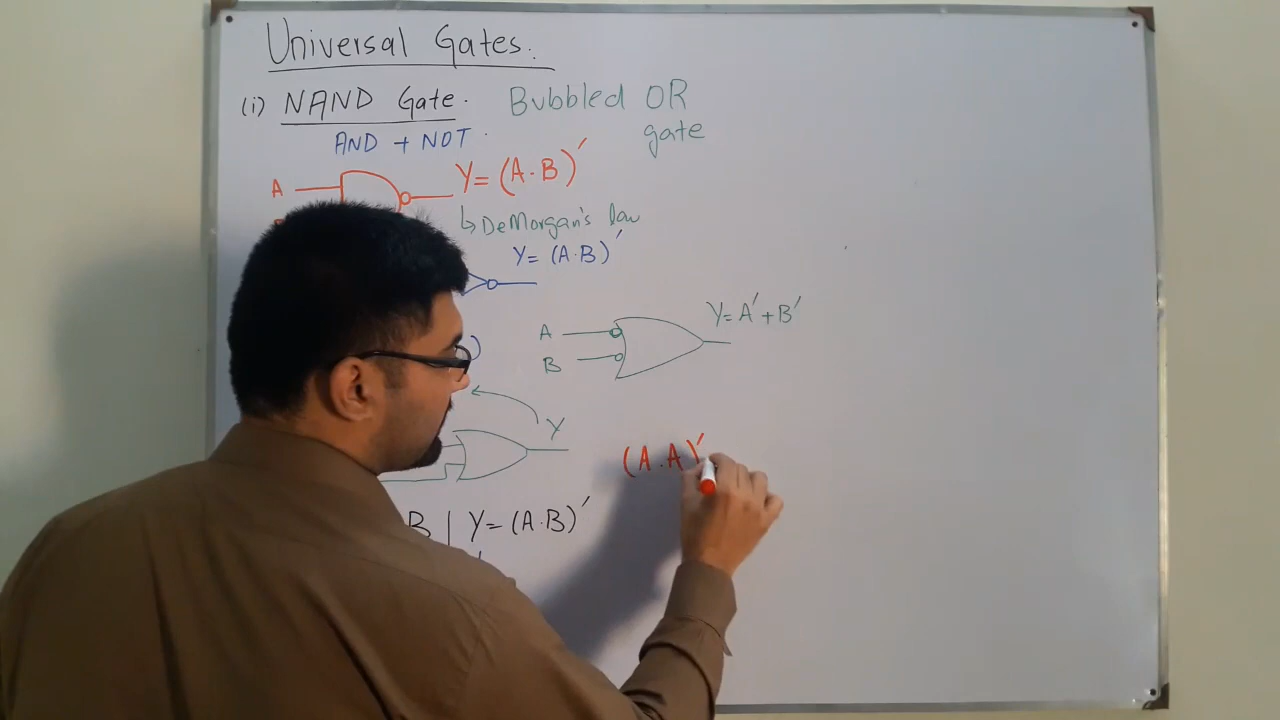 Universal Gates.
(i) NAND Gate. Bubbled OR
gate
AND + NOT.
A Y = (A·B)′
↳ DeMorgan's law
Y = (A·B)′
A Y = A′ + B′
B
Y
(A.A)′
B | Y = (A·B)′